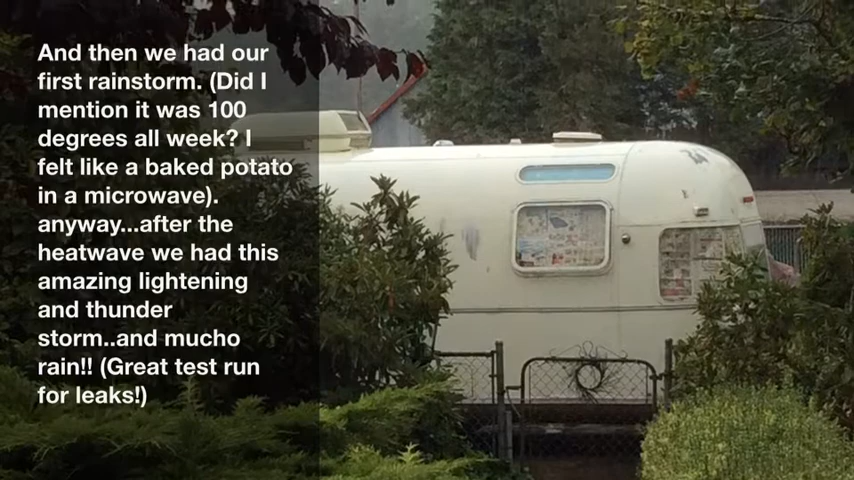 And then we had our
first rainstorm. (Did I
mention it was 100
degrees all week? I
felt like a baked potato
in a microwave).
anyway...after the
heatwave we had this
amazing lightening
and thunder
storm..and mucho
rain!! (Great test run
for leaks!)